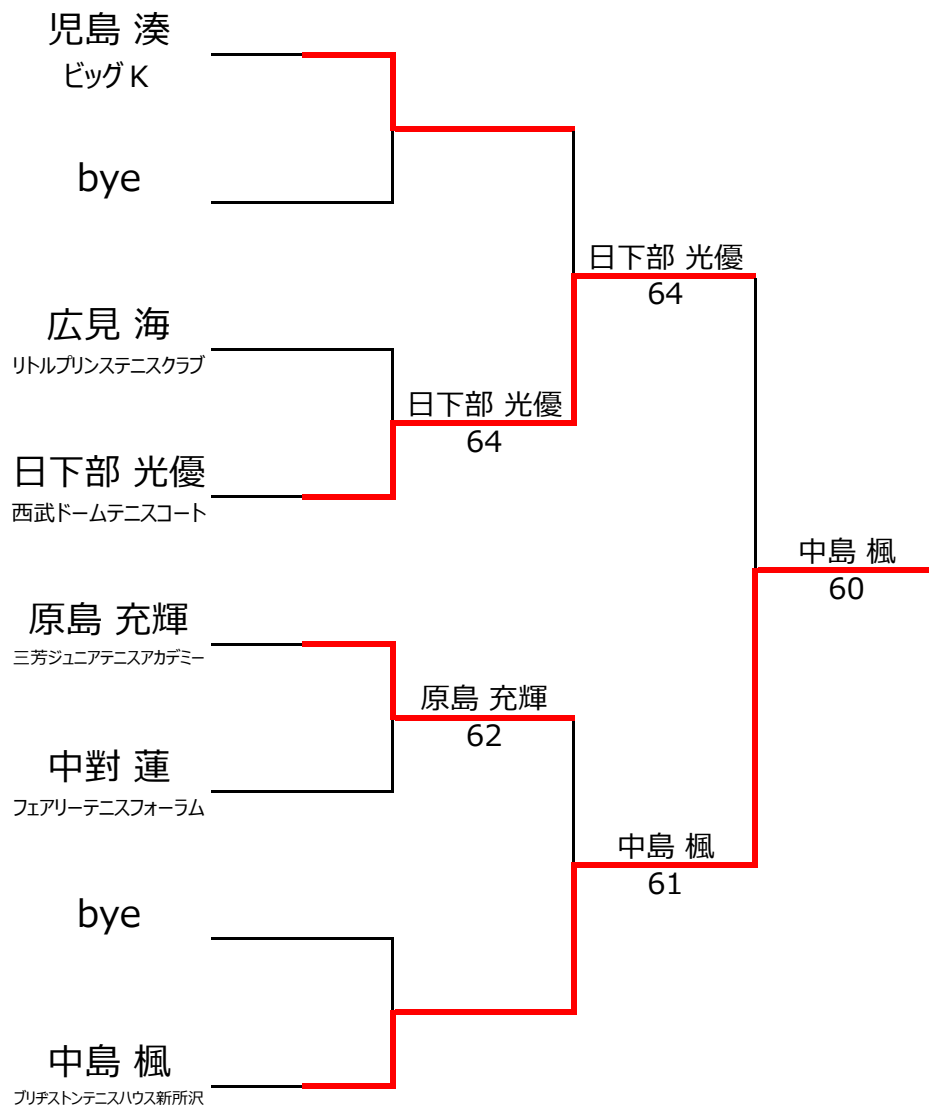 児島 湊
ビッグK
bye
日下部 光優
64
広見 海
リトルプリンステニスクラブ
日下部 光優
64
日下部 光優
西武ドームテニスコート
中島 楓
60
原島 充輝
三芳ジュニアテニスアカデミー
原島 充輝
62
中對 蓮
フェアリーテニスフォーラム
中島 楓
61
bye
中島 楓
ブリヂストンテニスハウス新所沢